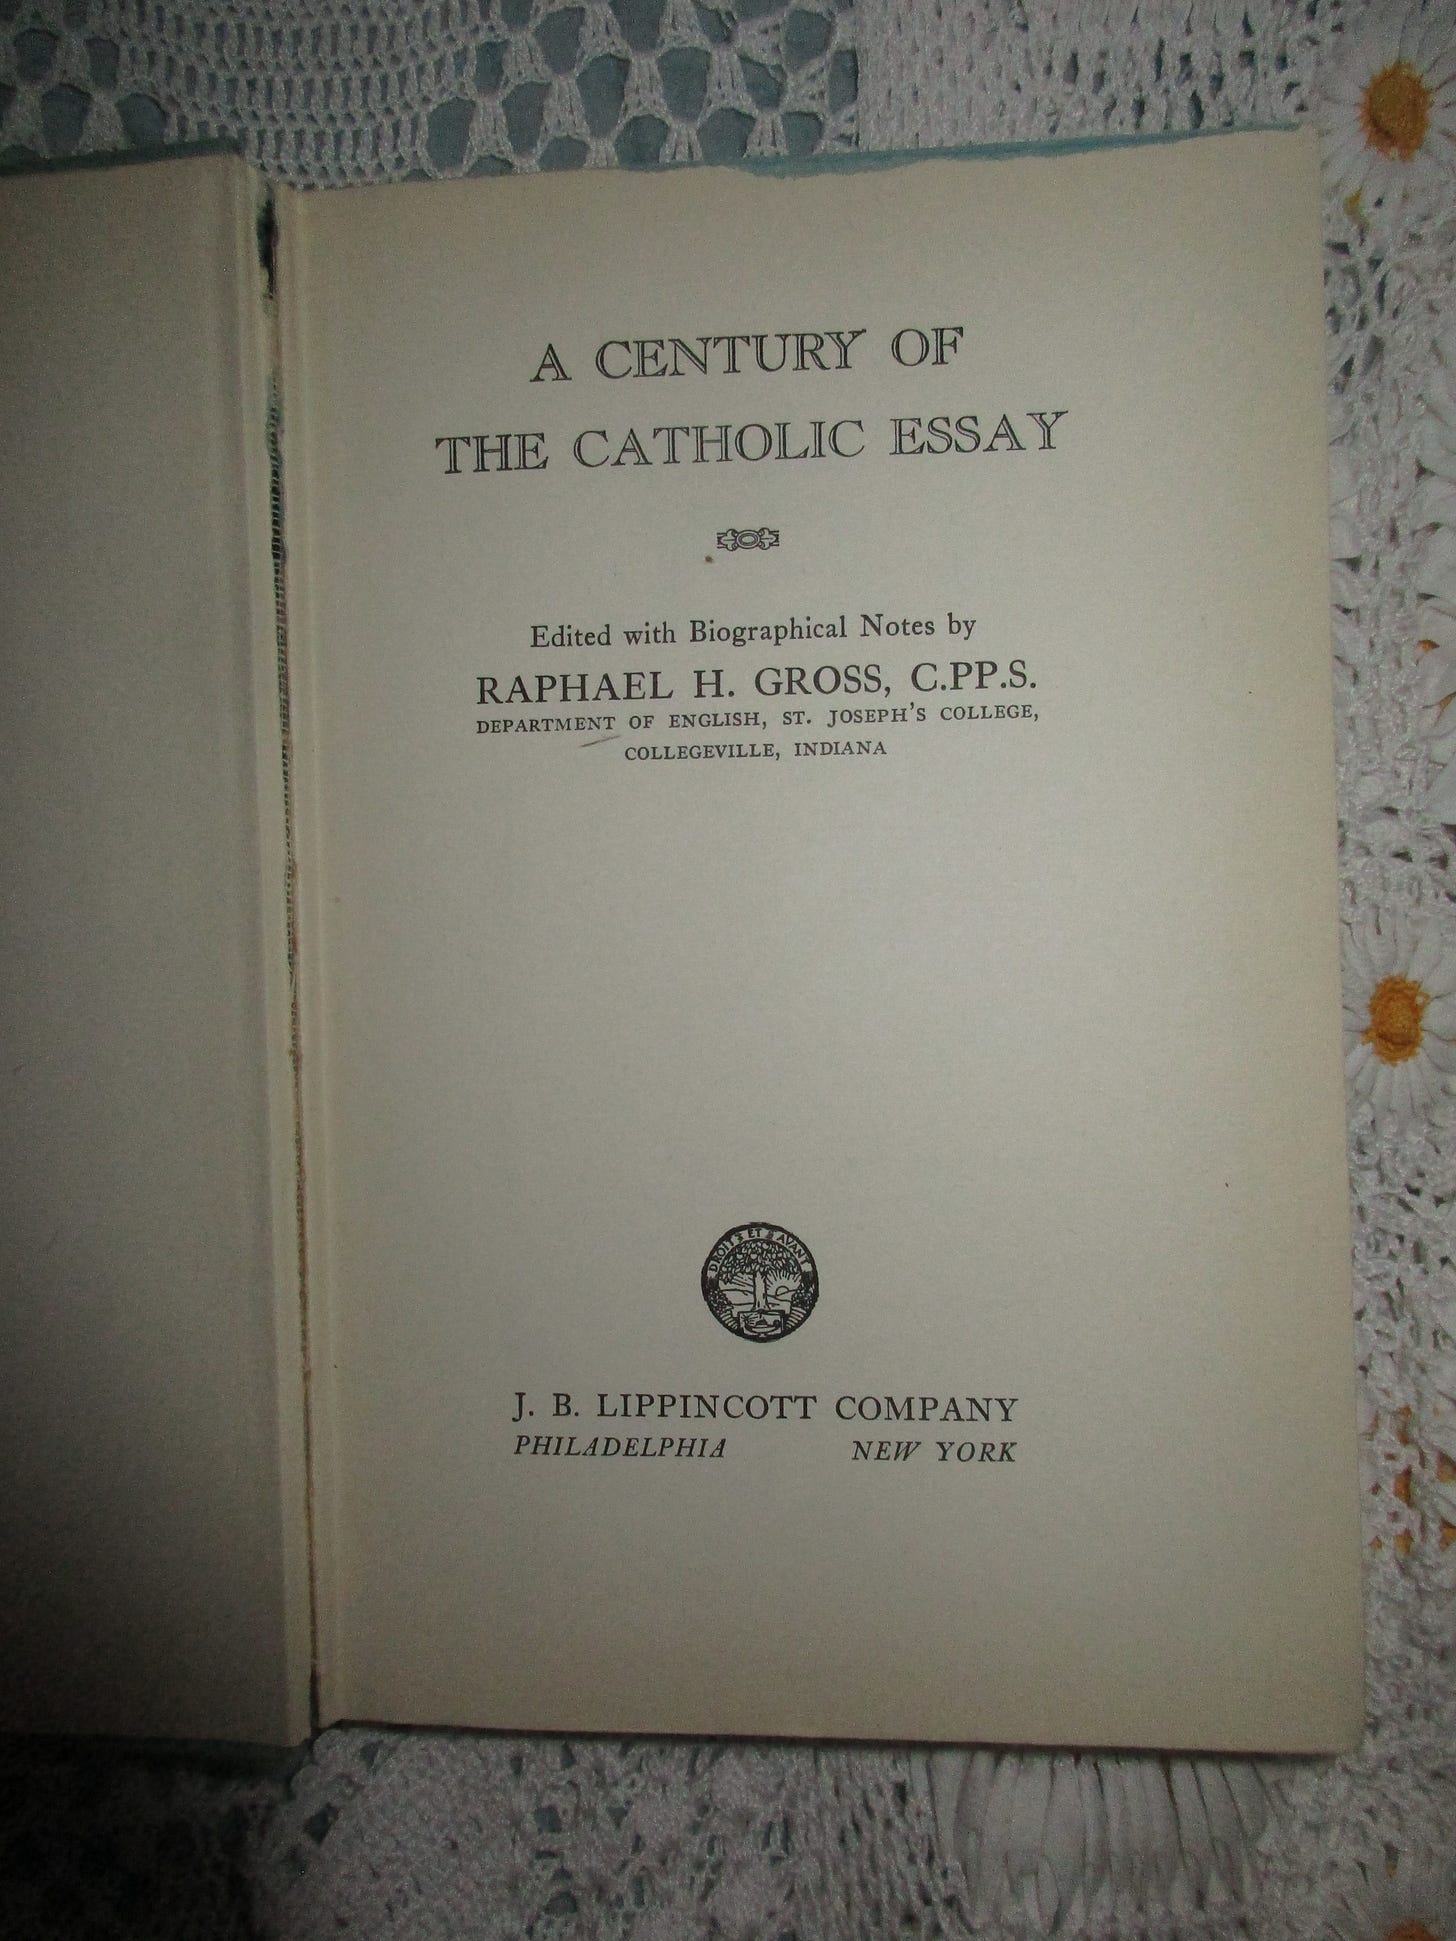 A CENTURY OF
THE CATHOLIC ESSAY
Edited with Biographical Notes by
RAPHAEL H. GROSS, C.PP.S.
DEPARTMENT OF ENGLISH, ST. JOSEPH'S COLLEGE,
COLLEGEVILLE, INDIANA
DROIT ET AVANT
J. B. LIPPINCOTT COMPANY
PHILADELPHIA NEW YORK